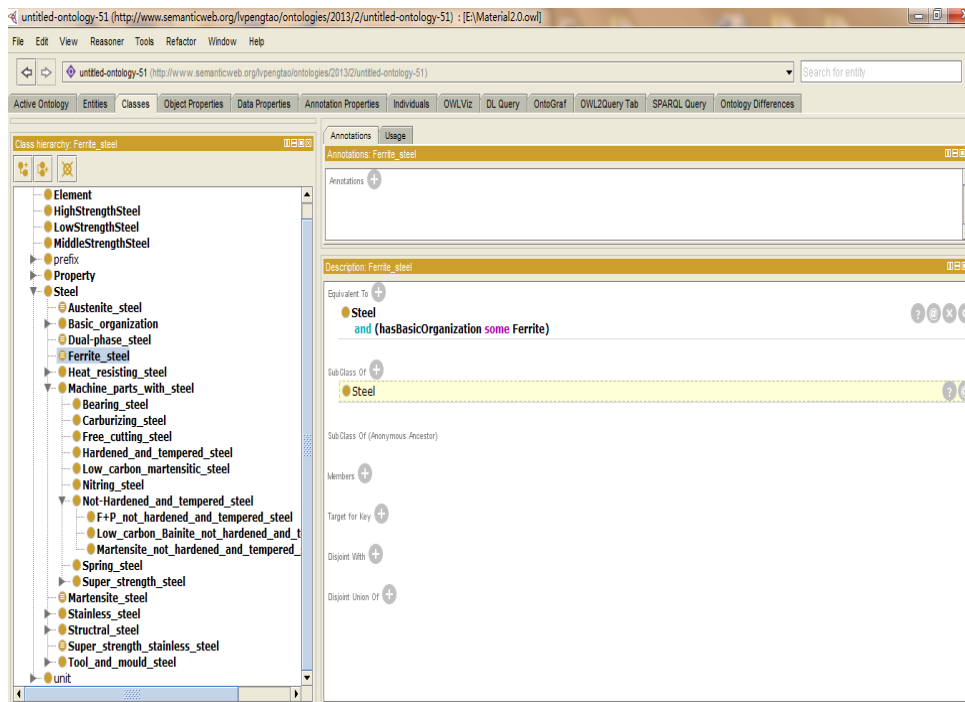 untitled-ontology-51 (http://www.semanticweb.org/lvpengtao/ontologies/2013/2/untitled-ontology-51) : [E:\Material2.0.owl]
File Edit View Reasoner Tools Refactor Window Help
untitled-ontology-51 (http://www.semanticweb.org/lvpengtao/ontologies/2013/2/untitled-ontology-51)
Search for entity
Active Ontology Entities Classes Object Properties Data Properties Annotation Properties Individuals OWLViz DL Query OntoGraf OWL2Query Tab SPARQL Query Ontology Differences
Class hierarchy: Ferrite_steel
Element
HighStrengthSteel
LowStrengthSteel
MiddleStrengthSteel
prefix
Property
Steel
Austenite_steel
Basic_organization
Dual-phase_steel
Ferrite_steel
Heat_resisting_steel
Machine_parts_with_steel
Bearing_steel
Carburizing_steel
Free_cutting_steel
Hardened_and_tempered_steel
Low_carbon_martensitic_steel
Nitring_steel
Not-Hardened_and_tempered_steel
F+P_not_hardened_and_tempered_steel
Low_carbon_Bainite_not_hardened_and_t
Martensite_not_hardened_and_tempered_
Spring_steel
Super_strength_steel
Martensite_steel
Stainless_steel
Structral_steel
Super_strength_stainless_steel
Tool_and_mould_steel
unit
Annotations Usage
Annotations: Ferrite_steel
Annotations
Description: Ferrite_steel
Equivalent To
Steel
and (hasBasicOrganization some Ferrite)
SubClass Of
Steel
SubClass Of (Anonymous Ancestor)
Members
Target for Key
Disjoint With
Disjoint Union Of